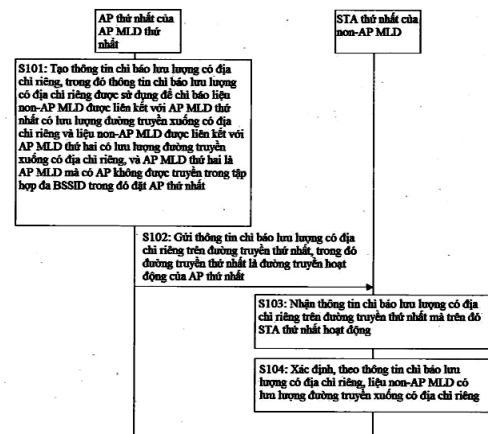 AP thứ nhất của
AP MLD thứ
nhất
STA thứ nhất của
non-AP MLD
S101: Tạo thông tin chỉ báo lưu lượng có địa
chỉ riêng, trong đó thông tin chỉ báo lưu lượng
có địa chỉ riêng được sử dụng để chỉ báo liệu
non-AP MLD được liên kết với AP MLD thứ
nhất có lưu lượng đường truyền xuống có địa
chỉ riêng và liệu non-AP MLD được liên kết với
AP MLD thứ hai có lưu lượng đường truyền
xuống có địa chỉ riêng, và AP MLD thứ hai là
AP MLD mà có AP không được truyền trong tập
hợp đa BSSID trong đó đặt AP thứ nhất
S102: Gửi thông tin chỉ báo lưu lượng có địa
chỉ riêng trên đường truyền thứ nhất, trong đó
đường truyền thứ nhất là đường truyền hoạt
động của AP thứ nhất
S103: Nhận thông tin chỉ báo lưu lượng có địa
chỉ riêng trên đường truyền thứ nhất mà trên đó
STA thứ nhất hoạt động
S104: Xác định, theo thông tin chỉ báo lưu
lượng có địa chỉ riêng, liệu non-AP MLD có
lưu lượng đường truyền xuống có địa chỉ riêng